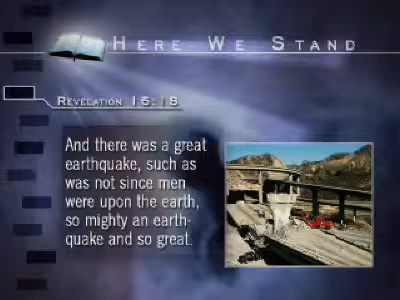 HERE WE STAND
REVELATION 16:18
And there was a great
earthquake, such as
was not since men
were upon the earth,
so mighty an earth-
quake and so great.